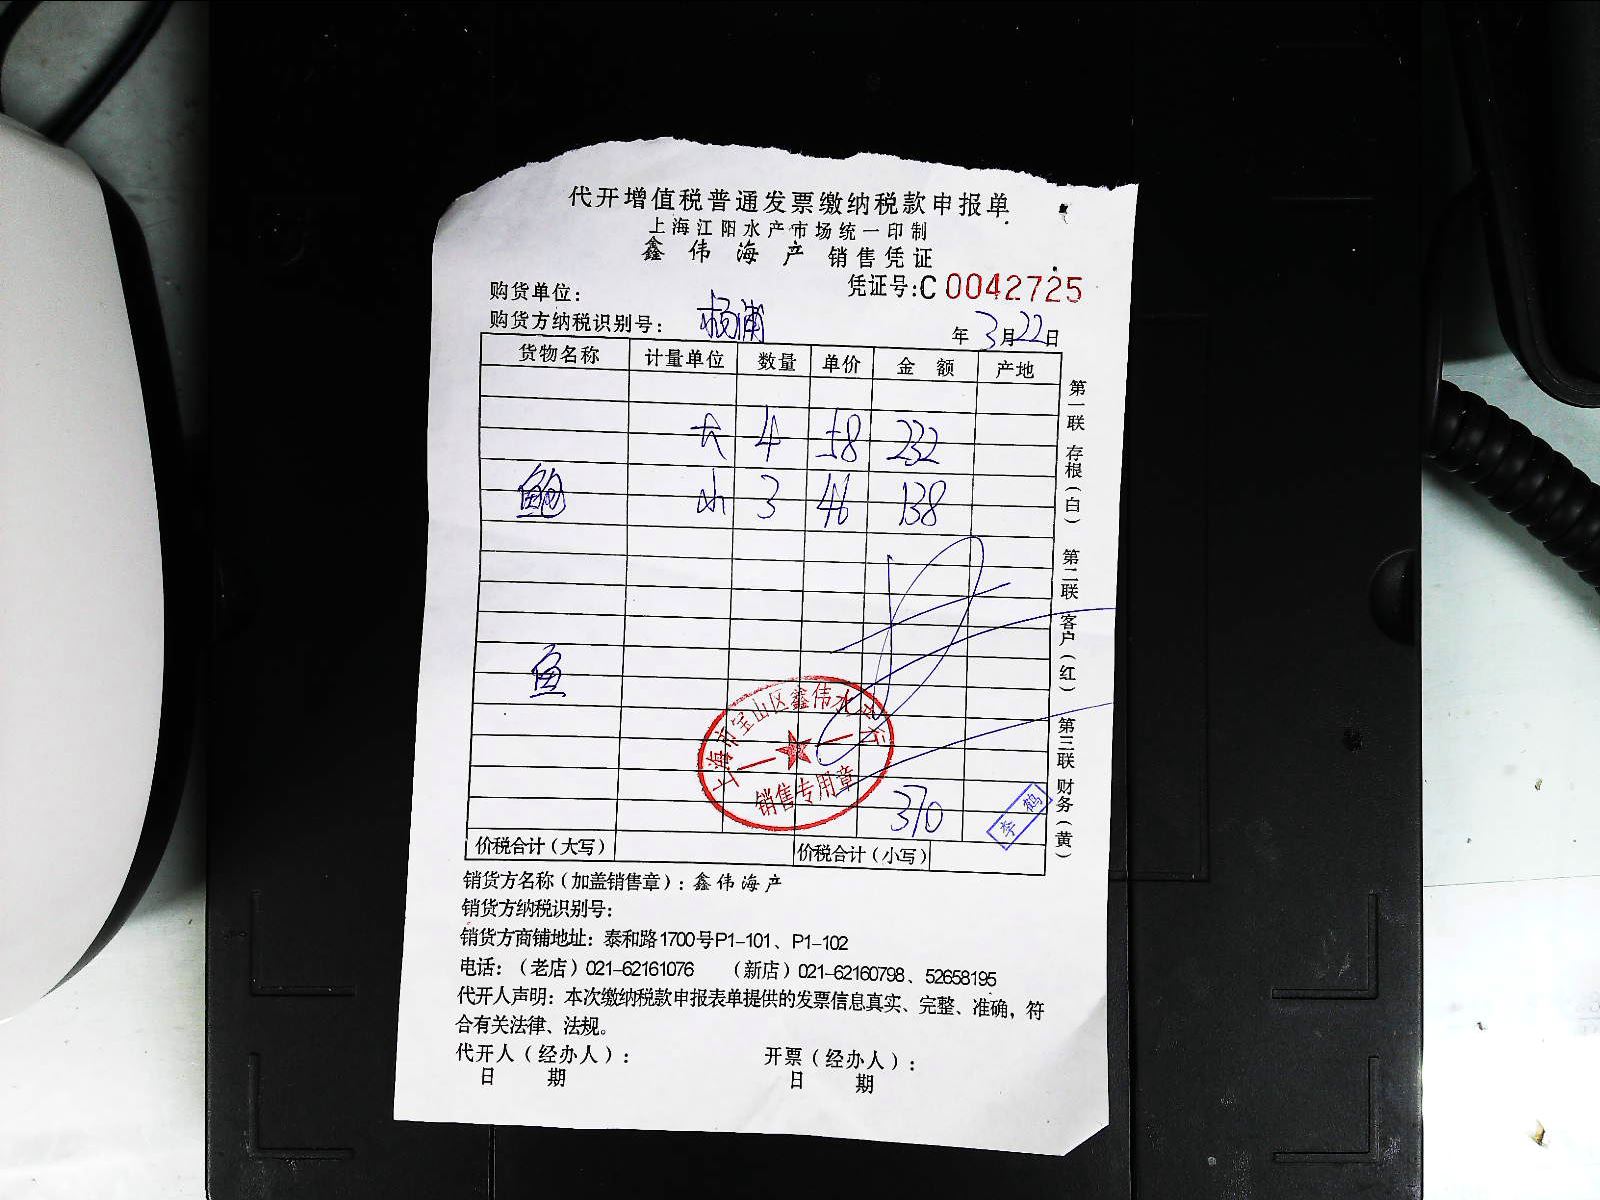 代开增值税普通发票缴纳税款申报单
上海江阳水产市场统一印制
鑫伟海产 销售凭证
凭证号:C 0042725
购货单位:
购货方纳税识别号: 杨浦
年 3月22日
货物名称 计量单位 数量 单价 金额 产地
大 4 58 232
鲍 小 3 46 138
鱼
上海市宝山区鑫伟水产行
销售专用章
370
李鹤
价税合计(大写) 价税合计(小写)
第一联 存根(白) 第二联 客户(红) 第三联 财务(黄)
销货方名称(加盖销售章):鑫伟海产
销货方纳税识别号:
销货方商铺地址:泰和路1700号P1-101、P1-102
电话:(老店)021-62161076 (新店)021-62160798、52658195
代开人声明:本次缴纳税款申报表单提供的发票信息真实、完整、准确,符
合有关法律、法规。
代开人(经办人): 开票(经办人):
日 期 日 期